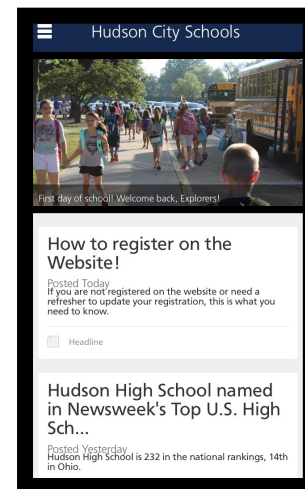 Hudson City Schools
First day of school! Welcome back, Explorers!
How to register on the
Website!
Posted Today
If you are not registered on the website or need a
refresher to update your registration, this is what you
need to know.
Headline
Hudson High School named
in Newsweek's Top U.S. High
Sch...
Posted Yesterday
Hudson High School is 232 in the national rankings, 14th
in Ohio.